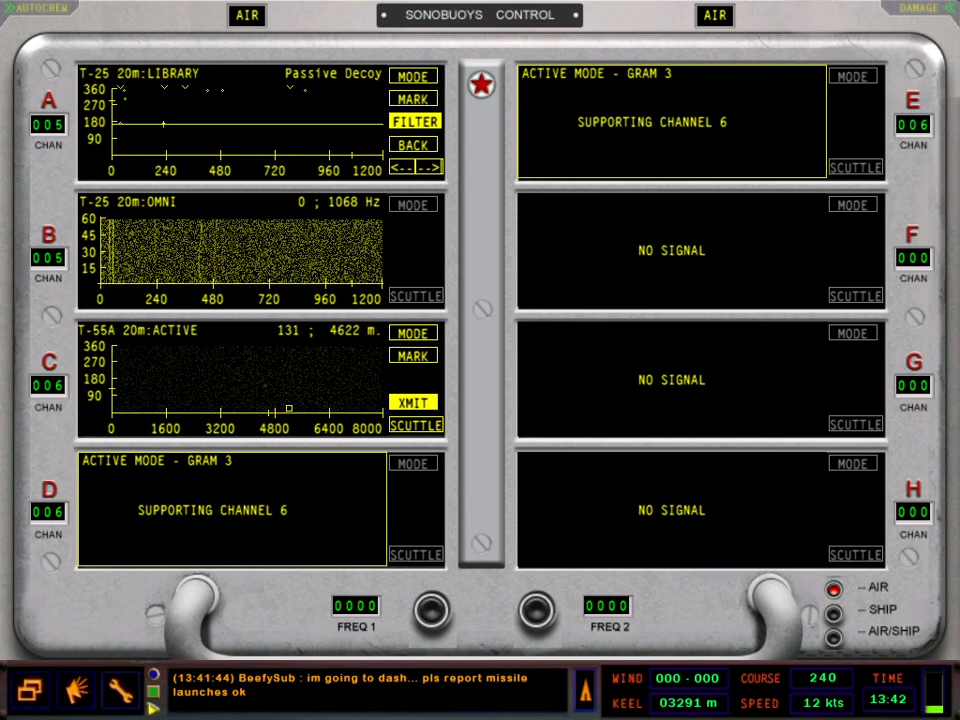 AUTOCREW
AIR
SONOBUOYS CONTROL
AIR
DAMAGE
A
005
CHAN
T-25 20m:LIBRARY Passive Decoy
360
270
180
90
0 240 480 720 960 1200
MODE
MARK
FILTER
BACK
<-- -->
B
005
CHAN
T-25 20m:OMNI 0 ; 1068 Hz
60
45
30
15
0 240 480 720 960 1200
MODE
SCUTTLE
C
006
CHAN
T-55A 20m:ACTIVE 131 ; 4622 m.
360
270
180
90
0 1600 3200 4800 6400 8000
MODE
MARK
XMIT
SCUTTLE
D
006
CHAN
ACTIVE MODE - GRAM 3
SUPPORTING CHANNEL 6
MODE
SCUTTLE
ACTIVE MODE - GRAM 3
SUPPORTING CHANNEL 6
MODE
SCUTTLE
E
006
CHAN
NO SIGNAL
MODE
SCUTTLE
F
000
CHAN
NO SIGNAL
MODE
SCUTTLE
G
000
CHAN
NO SIGNAL
MODE
SCUTTLE
H
000
CHAN
0000
FREQ 1
0000
FREQ 2
-- AIR
-- SHIP
-- AIR/SHIP
(13:41:44) BeefySub : im going to dash... pls report missile
launches ok
WIND 000 - 000 COURSE 240 TIME
KEEL 03291 m SPEED 12 kts 13:42